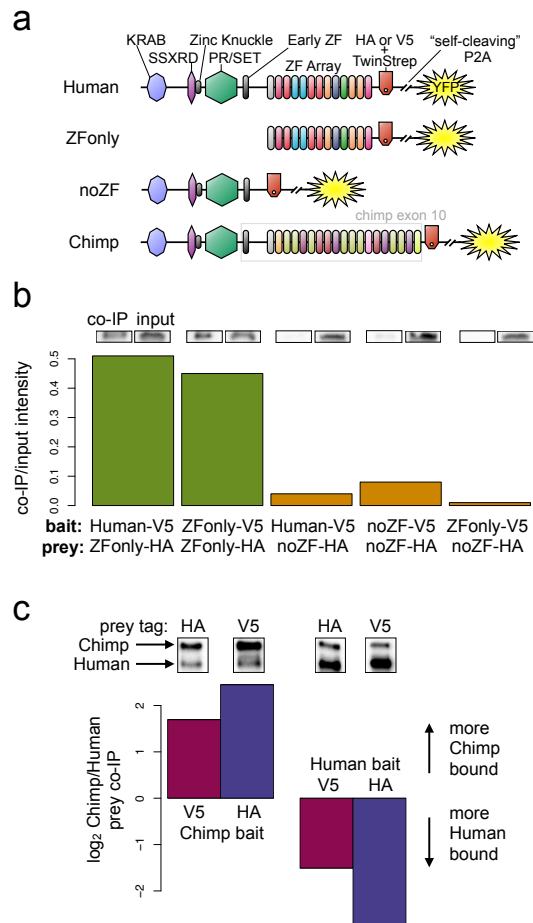 a
KRAB
Zinc Knuckle
Early ZF
HA or V5
"self-cleaving"
SSXRD
PR/SET
ZF Array
+
TwinStrep
P2A
Human
YFP
ZFonly
noZF
chimp exon 10
Chimp
b
co-IP input
co-IP/input intensity
0.5
0.4
0.3
0.2
0.1
0.0
bait: Human-V5 ZFonly-V5 Human-V5 noZF-V5 ZFonly-V5
prey: ZFonly-HA ZFonly-HA noZF-HA noZF-HA noZF-HA
c
prey tag: HA V5 HA V5
Chimp
Human
log₂ Chimp/Human
prey co-IP
2
1
0
−1
−2
V5 HA
Chimp bait
Human bait
V5 HA
more
Chimp
bound
more
Human
bound